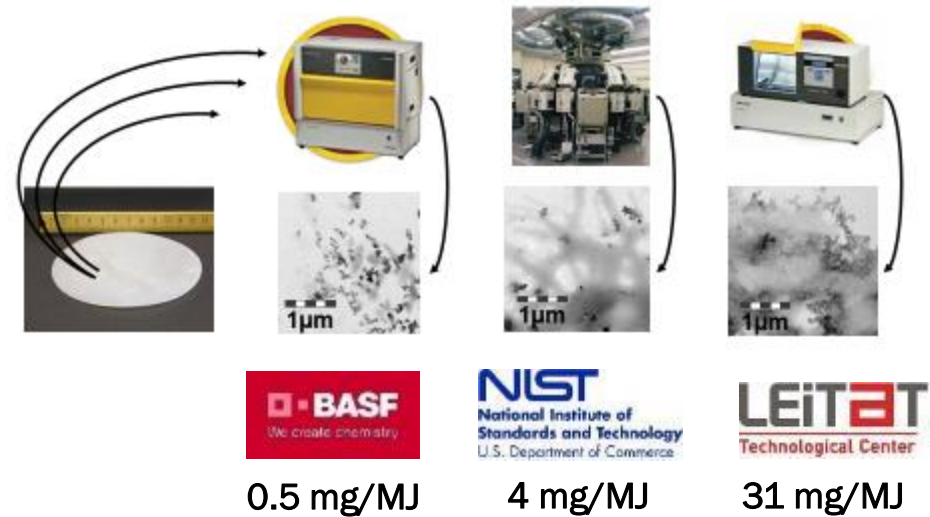 1µm
1µm
1µm
BASF
We create chemistry
NIST
National Institute of
Standards and Technology
U.S. Department of Commerce
LEiTAT
Technological Center
0.5 mg/MJ
4 mg/MJ
31 mg/MJ